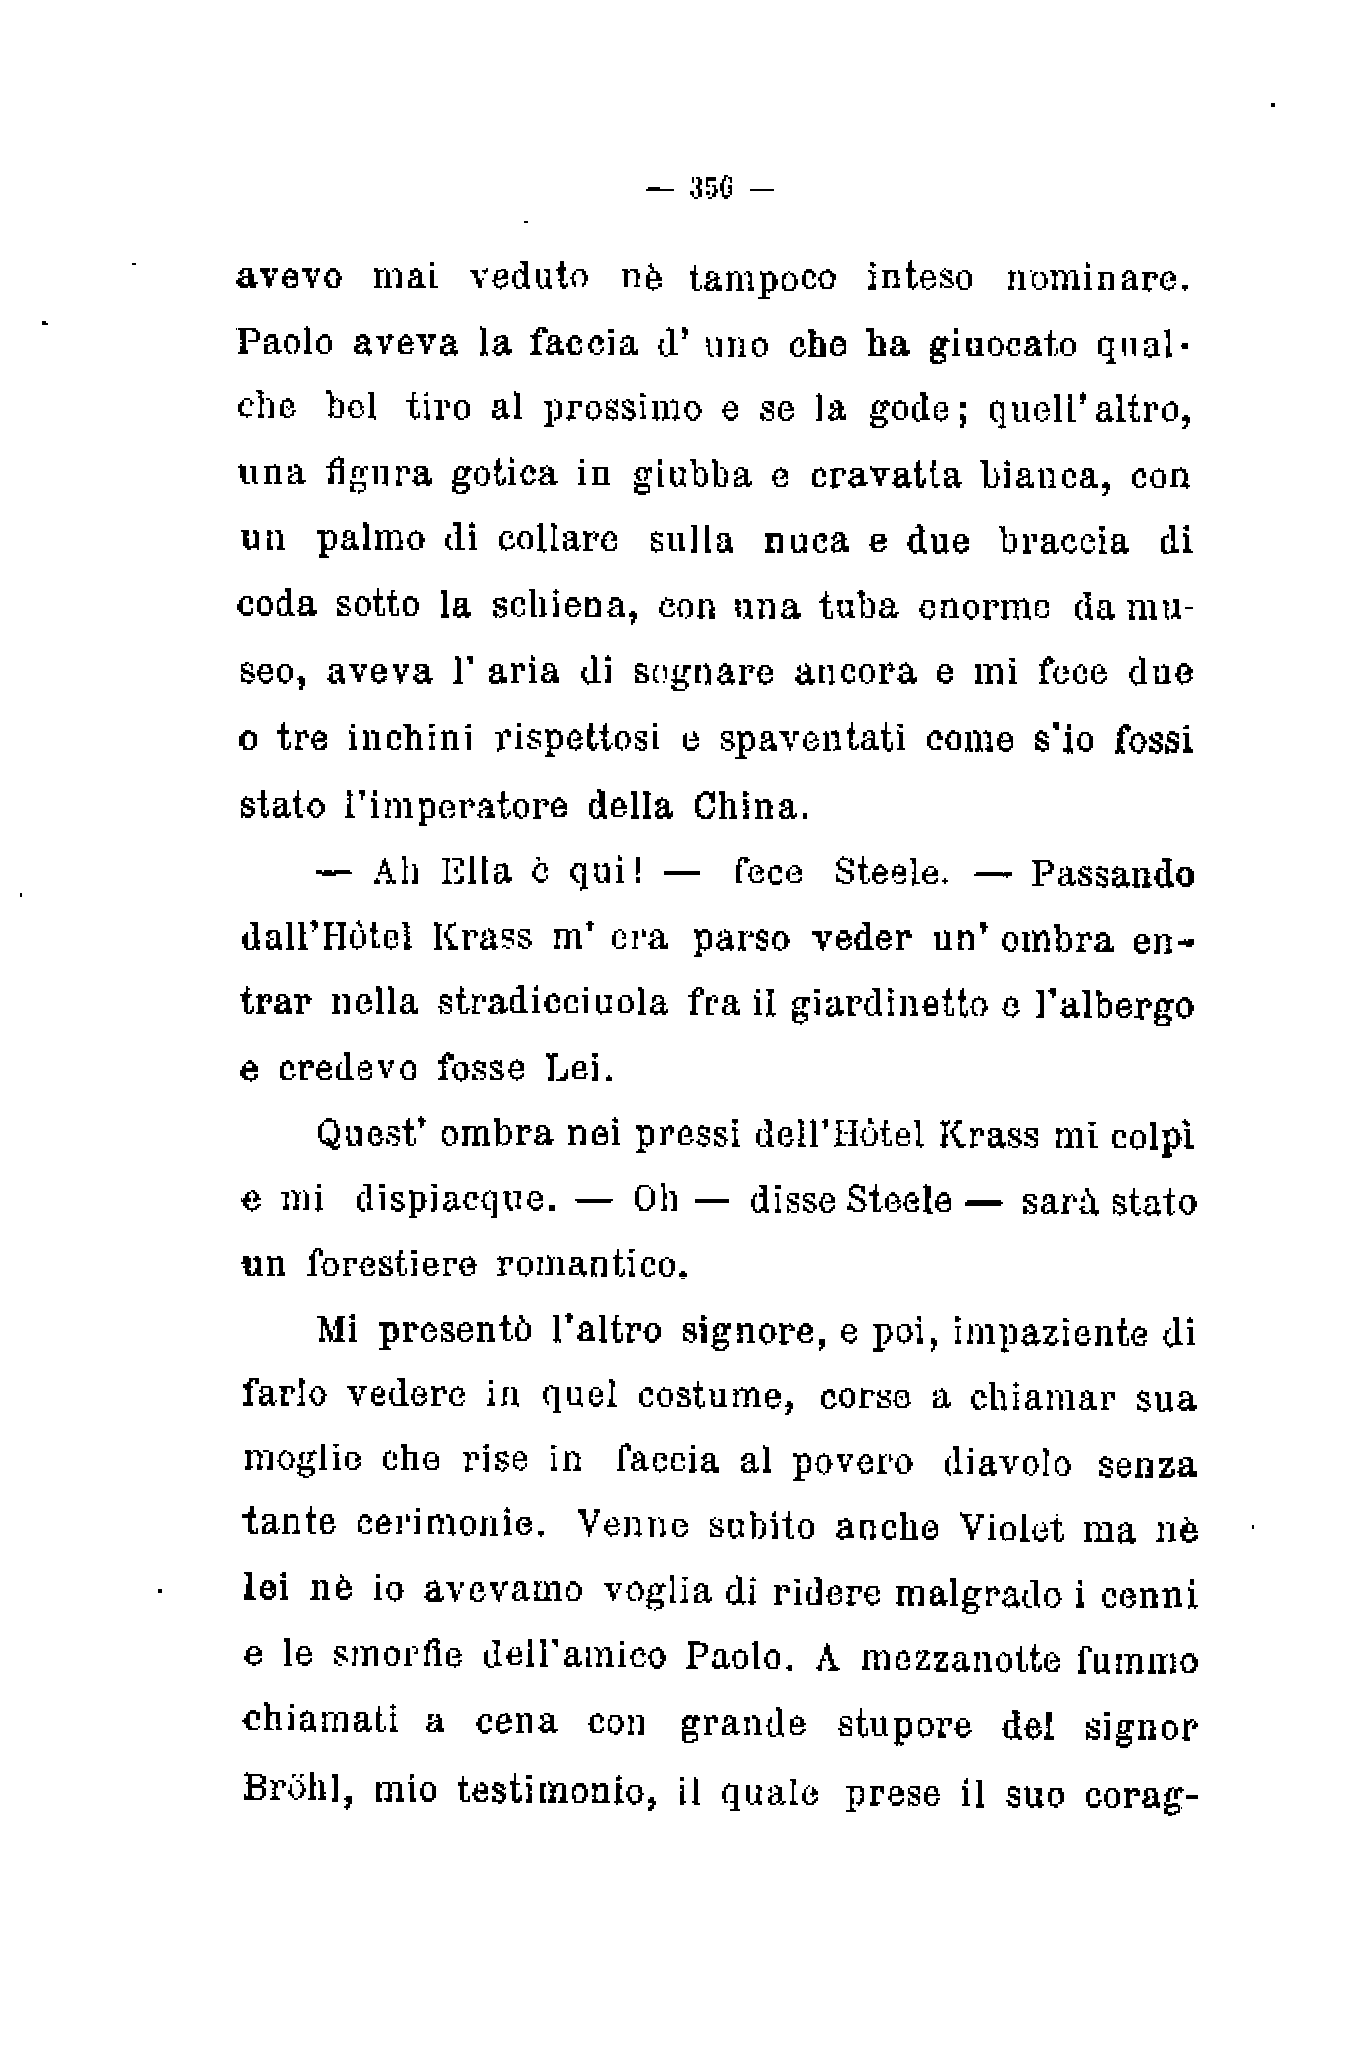 — 356 —
avevo mai veduto nè tampoco inteso nominare.
Paolo aveva la faccia d' uno che ha giuocato qual-
che bel tiro al prossimo e se la gode; quell'altro,
una figura gotica in giubba e cravatta bianca, con
un palmo di collare sulla nuca e due braccia di
coda sotto la schiena, con una tuba enorme da mu-
seo, aveva l' aria di sognare ancora e mi fece due
o tre inchini rispettosi e spaventati come s'io fossi
stato l'imperatore della China.
— Ah Ella è qui! — fece Steele. — Passando
dall'Hôtel Krass m' era parso veder un' ombra en-
trar nella stradicciuola fra il giardinetto e l'albergo
e credevo fosse Lei.
Quest' ombra nei pressi dell'Hôtel Krass mi colpì
e mi dispiacque. — Oh — disse Steele — sarà stato
un forestiere romantico.
Mi presentò l'altro signore, e poi, impaziente di
farlo vedere in quel costume, corse a chiamar sua
moglie che rise in faccia al povero diavolo senza
tante cerimonie. Venne subito anche Violet ma nè
lei nè io avevamo voglia di ridere malgrado i cenni
e le smorfie dell'amico Paolo. A mezzanotte fummo
chiamati a cena con grande stupore del signor
Bröhl, mio testimonio, il quale prese il suo corag-